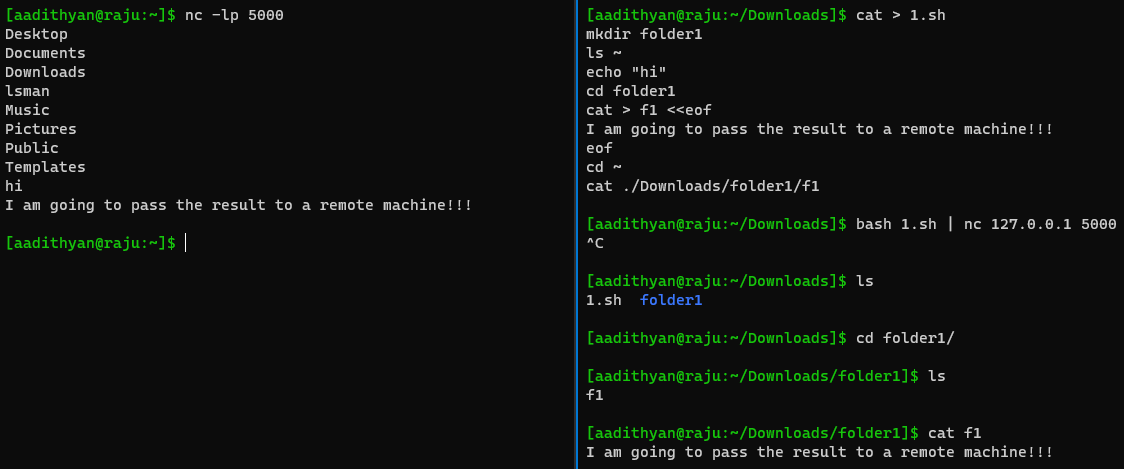 [aadithyan@raju:~]$ nc -lp 5000
Desktop
Documents
Downloads
lsman
Music
Pictures
Public
Templates
hi
I am going to pass the result to a remote machine!!!
[aadithyan@raju:~]$
[aadithyan@raju:~/Downloads]$ cat > 1.sh
mkdir folder1
ls ~
echo "hi"
cd folder1
cat > f1 <<eof
I am going to pass the result to a remote machine!!!
eof
cd ~
cat ./Downloads/folder1/f1
[aadithyan@raju:~/Downloads]$ bash 1.sh | nc 127.0.0.1 5000
^C
[aadithyan@raju:~/Downloads]$ ls
1.sh  folder1
[aadithyan@raju:~/Downloads]$ cd folder1/
[aadithyan@raju:~/Downloads/folder1]$ ls
f1
[aadithyan@raju:~/Downloads/folder1]$ cat f1
I am going to pass the result to a remote machine!!!